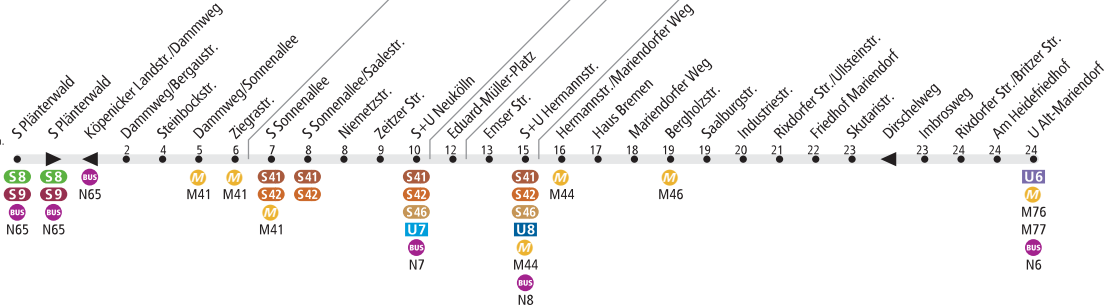 S Plänterwald
S Plänterwald
Köpenicker Landstr./Dammweg
Dammweg/Bergaustr.
Steinbockstr.
Dammweg/Sonnenallee
Ziegrastr.
S Sonnenallee
S Sonnenallee/Saalestr.
Niemetzstr.
Zeitzer Str.
S+U Neukölln
Eduard-Müller-Platz
Emser Str.
S+U Hermannstr.
Hermannstr./Mariendorfer Weg
Haus Bremen
Mariendorfer Weg
Bergholzstr.
Saalburgstr.
Industriestr.
Rixdorfer Str./Ullsteinstr.
Friedhof Mariendorf
Skutaristr.
Dirschelweg
Imbrosweg
Rixdorfer Str./Britzer Str.
Am Heidefriedhof
U Alt-Mariendorf
2 4 5 6 7 8 8 9 10 12 13 15 16 17 18 19 19 20 21 22 23 23 24 24 24
S8 S8 BUS M M S41 S41 S41 S41 M M U6
S9 S9 N65 M41 M41 S42 S42 S42 S42 M44 M46 M
BUS BUS M S46 S46 M76
N65 N65 M41 U7 U8 M77
BUS M BUS
N7 M44 N6
BUS
N8